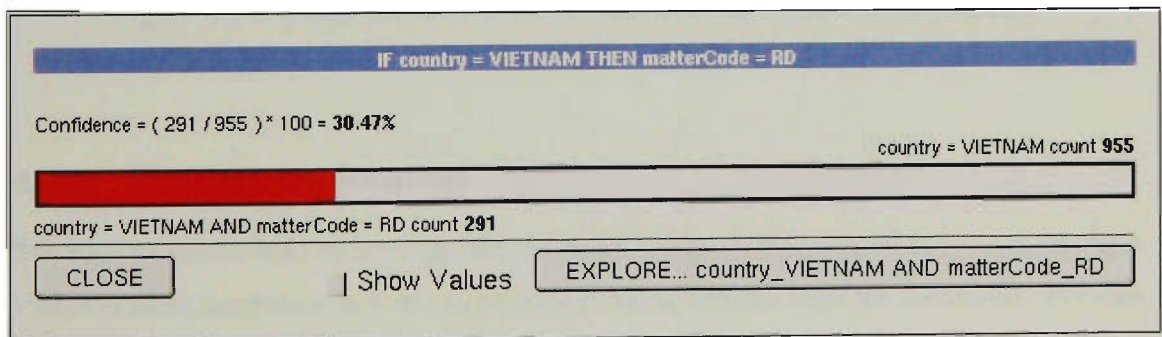 IF country = VIETNAM THEN matterCode = RD
Confidence = ( 291 / 955 ) * 100 = 30.47%
country = VIETNAM count 955
country = VIETNAM AND matterCode = RD count 291
CLOSE
Show Values
EXPLORE... country_VIETNAM AND matterCode_RD